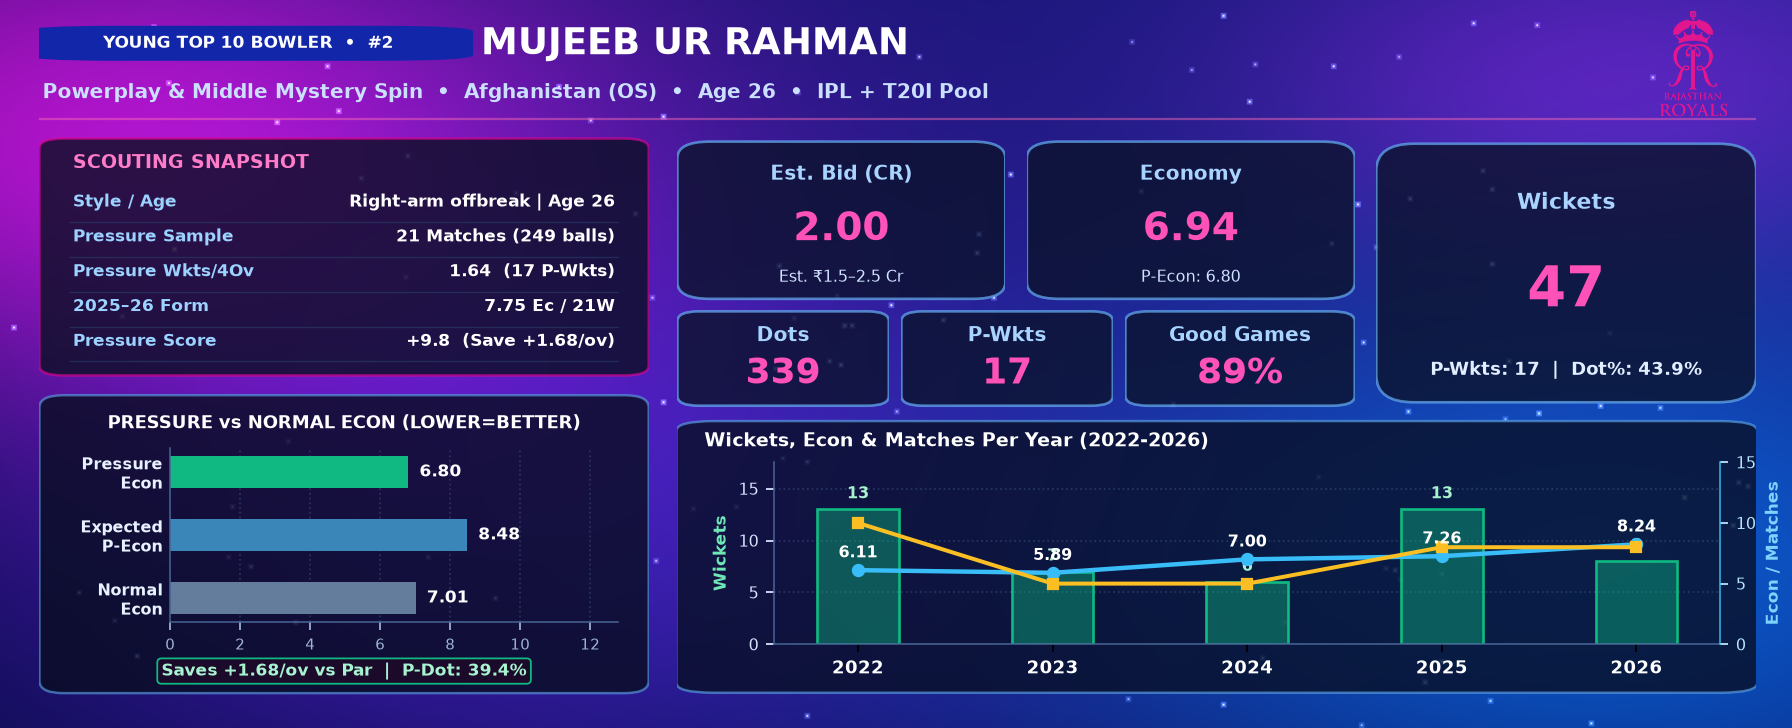 YOUNG TOP 10 BOWLER • #2
MUJEEB UR RAHMAN
Powerplay & Middle Mystery Spin • Afghanistan (OS) • Age 26 • IPL + T20I Pool
RAJASTHAN
ROYALS
SCOUTING SNAPSHOT
Style / Age Right-arm offbreak | Age 26
Pressure Sample 21 Matches (249 balls)
Pressure Wkts/4Ov 1.64 (17 P-Wkts)
2025–26 Form 7.75 Ec / 21W
Pressure Score +9.8 (Save +1.68/ov)
Est. Bid (CR)
2.00
Est. ₹1.5–2.5 Cr
Economy
6.94
P-Econ: 6.80
Wickets
47
P-Wkts: 17 | Dot%: 43.9%
Dots
339
P-Wkts
17
Good Games
89%
PRESSURE vs NORMAL ECON (LOWER=BETTER)
Pressure
Econ
6.80
Expected
P-Econ
8.48
Normal
Econ
7.01
0 2 4 6 8 10 12
Saves +1.68/ov vs Par | P-Dot: 39.4%
Wickets, Econ & Matches Per Year (2022-2026)
Wickets
15
10
5
0
13
6.11
5.89
7.00
6
13
7.26
8.24
15
10
5
0
Econ / Matches
2022 2023 2024 2025 2026